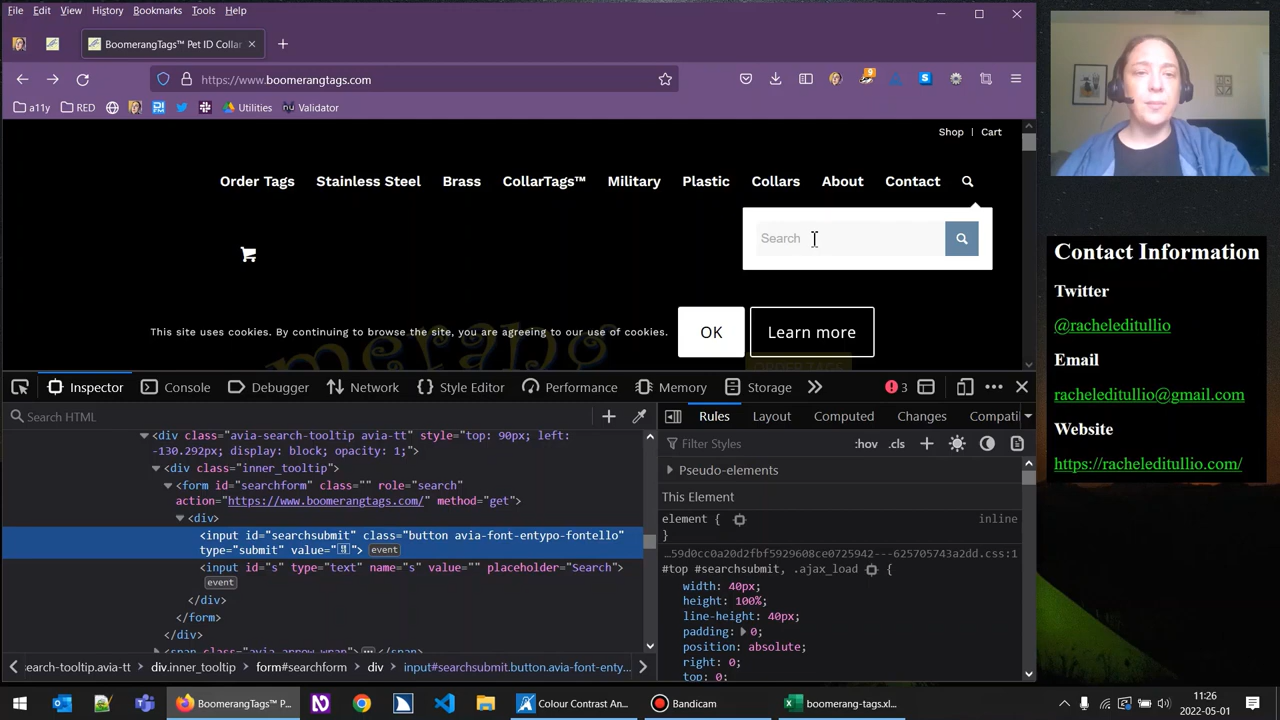 File Edit View History Bookmarks Tools Help
BoomerangTags™ Pet ID Collar
https://www.boomerangtags.com
9
a11y RED Utilities Validator
Shop | Cart
Order Tags Stainless Steel Brass CollarTags™ Military Plastic Collars About Contact
Search
This site uses cookies. By continuing to browse the site, you are agreeing to our use of cookies. OK Learn more
Inspector Console Debugger Network Style Editor Performance Memory Storage 3
Search HTML
<div class="avia-search-tooltip avia-tt" style="top: 90px; left:
-130.292px; display: block; opacity: 1;">
<div class="inner_tooltip">
<form id="searchform" class="" role="search"
action="https://www.boomerangtags.com/" method="get">
<div>
<input id="searchsubmit" class="button avia-font-entypo-fontello"
type="submit" value=""> event
<input id="s" type="text" name="s" value="" placeholder="Search">
event
</div>
</form>
</div>
earch-tooltip.avia-tt div.inner_tooltip form#searchform div input#searchsubmit.button.avia-font-enty...
Rules Layout Computed Changes Compati
Filter Styles :hov .cls
Pseudo-elements
This Element
element { inline
}
...59d0cc0a20d2fbf5929608ce0725942---625705743a2dd.css:1
#top #searchsubmit, .ajax_load {
width: 40px;
height: 100%;
line-height: 40px;
padding: 0;
position: absolute;
right: 0;
top: 0;
Contact Information
Twitter
@racheleditullio
Email
racheleditullio@gmail.com
Website
https://racheleditullio.com/
BoomerangTags™ P... Colour Contrast An... Bandicam boomerang-tags.xl...
11:26
2022-05-01